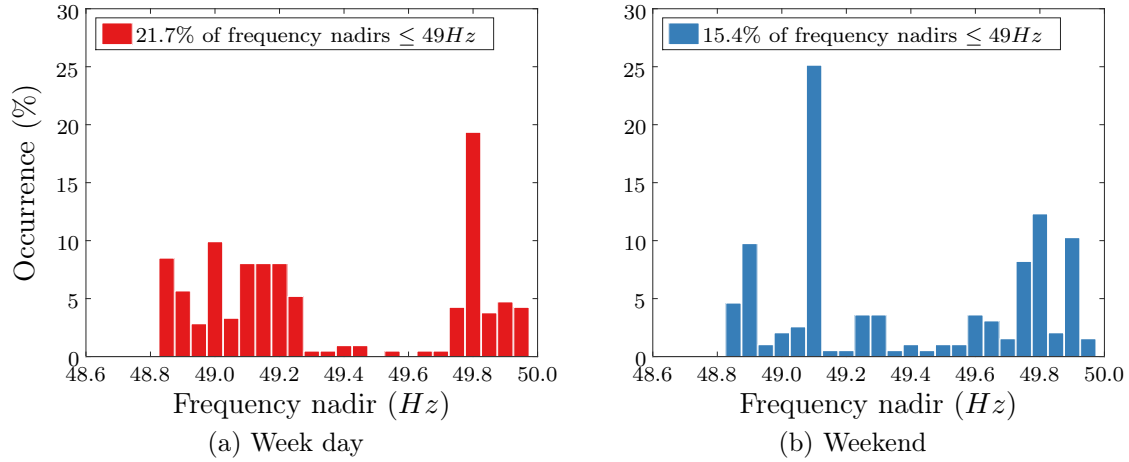 Occurrence (%)
30
25
20
15
10
5
0
21.7% of frequency nadirs ≤ 49Hz
48.6 48.8 49.0 49.2 49.4 49.6 49.8 50.0
Frequency nadir (Hz)
(a) Week day
30
25
20
15
10
5
0
15.4% of frequency nadirs ≤ 49Hz
48.6 48.8 49.0 49.2 49.4 49.6 49.8 50.0
Frequency nadir (Hz)
(b) Weekend